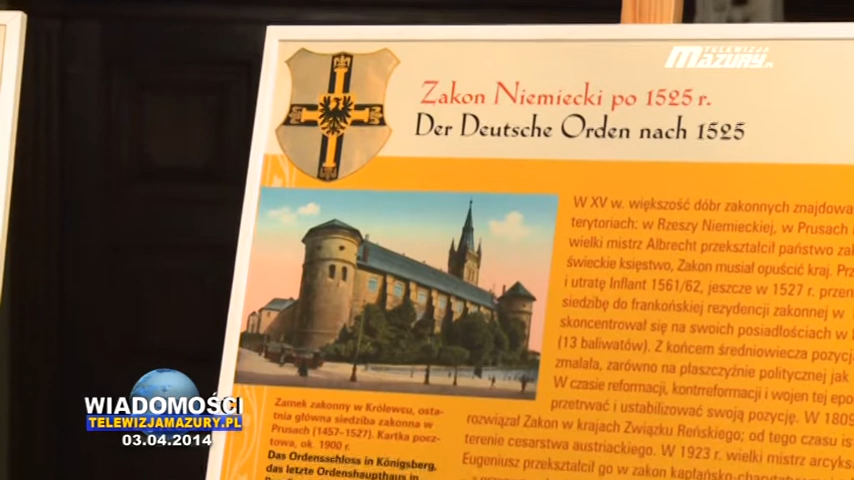 TELEWIZJA
MAZURY.PL
Zakon Niemiecki po 1525 r.
Der Deutsche Orden nach 1525
W XV w. większość dóbr zakonnych znajdowa
terytoriach: w Rzeszy Niemieckiej, w Prusach
wielki mistrz Albrecht przekształcił państwo za
świeckie księstwo, Zakon musiał opuścić kraj. Prz
i utratę Inflant 1561/62, jeszcze w 1527 r. przen
siedzibę do frankońskiej rezydencji zakonnej w
skoncentrował się na swoich posiadłościach w
(13 baliwatów). Z końcem średniowiecza pozycj
zmalała, zarówno na płaszczyźnie politycznej jak
W czasie reformacji, kontrreformacji i wojen tej epo
przetrwać i ustabilizować swoją pozycję. W 1809
rozwiązał Zakon w krajach Związku Reńskiego; od tego czasu is
terenie cesarstwa austriackiego. W 1923 r. wielki mistrz arcyks
Eugeniusz przekształcił go w zakon kapłańsko-charytat
Zamek zakonny w Królewcu, osta-
tnia główna siedziba zakonna w
Prusach (1457–1527). Kartka pocz-
towa, ok. 1900 r.
Das Ordensschloss in Königsberg,
das letzte Ordenshaupthaus in
WIADOMOŚCI
TELEWIZJAMAZURY.PL
03.04.2014